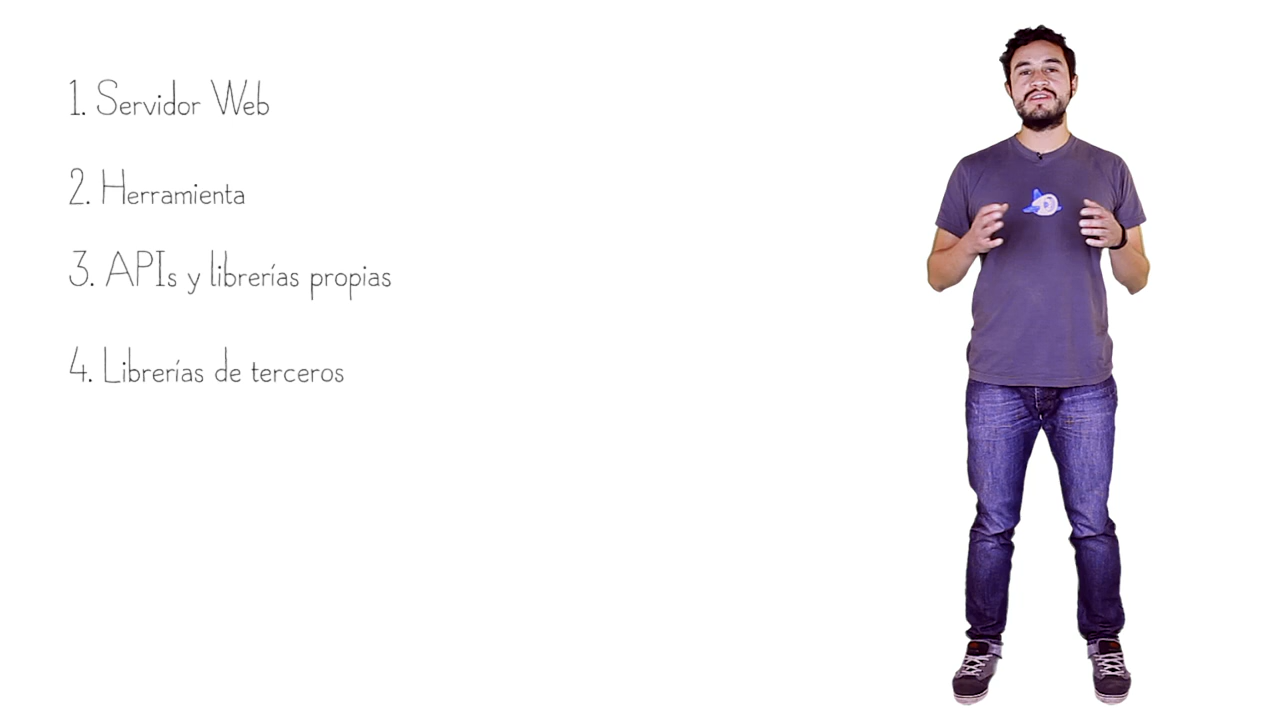 1. Servidor Web
2. Herramienta
3. APIs y librerías propias
4. Librerías de terceros